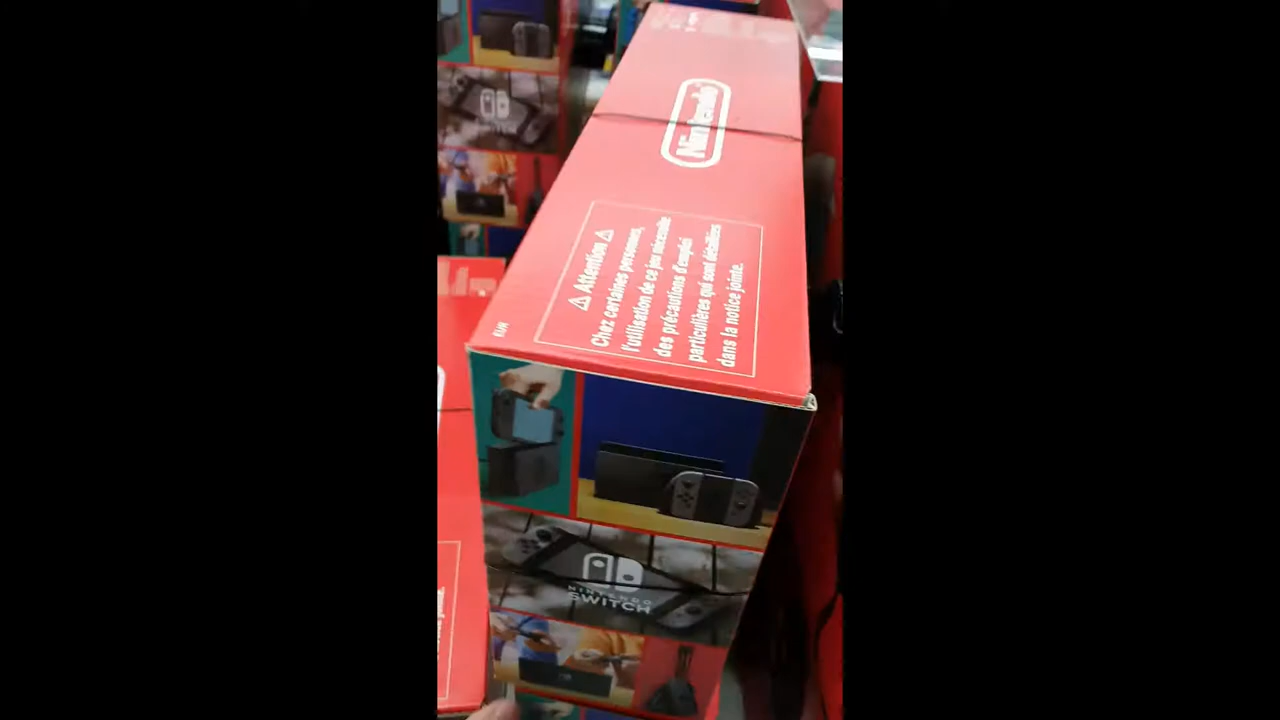 Nintendo
⚠ Attention ⚠
Chez certaines personnes,
l'utilisation de ce jeu nécessite
des précautions d'emploi
particulières qui sont détaillées
dans la notice jointe.
NINTENDO
SWITCH